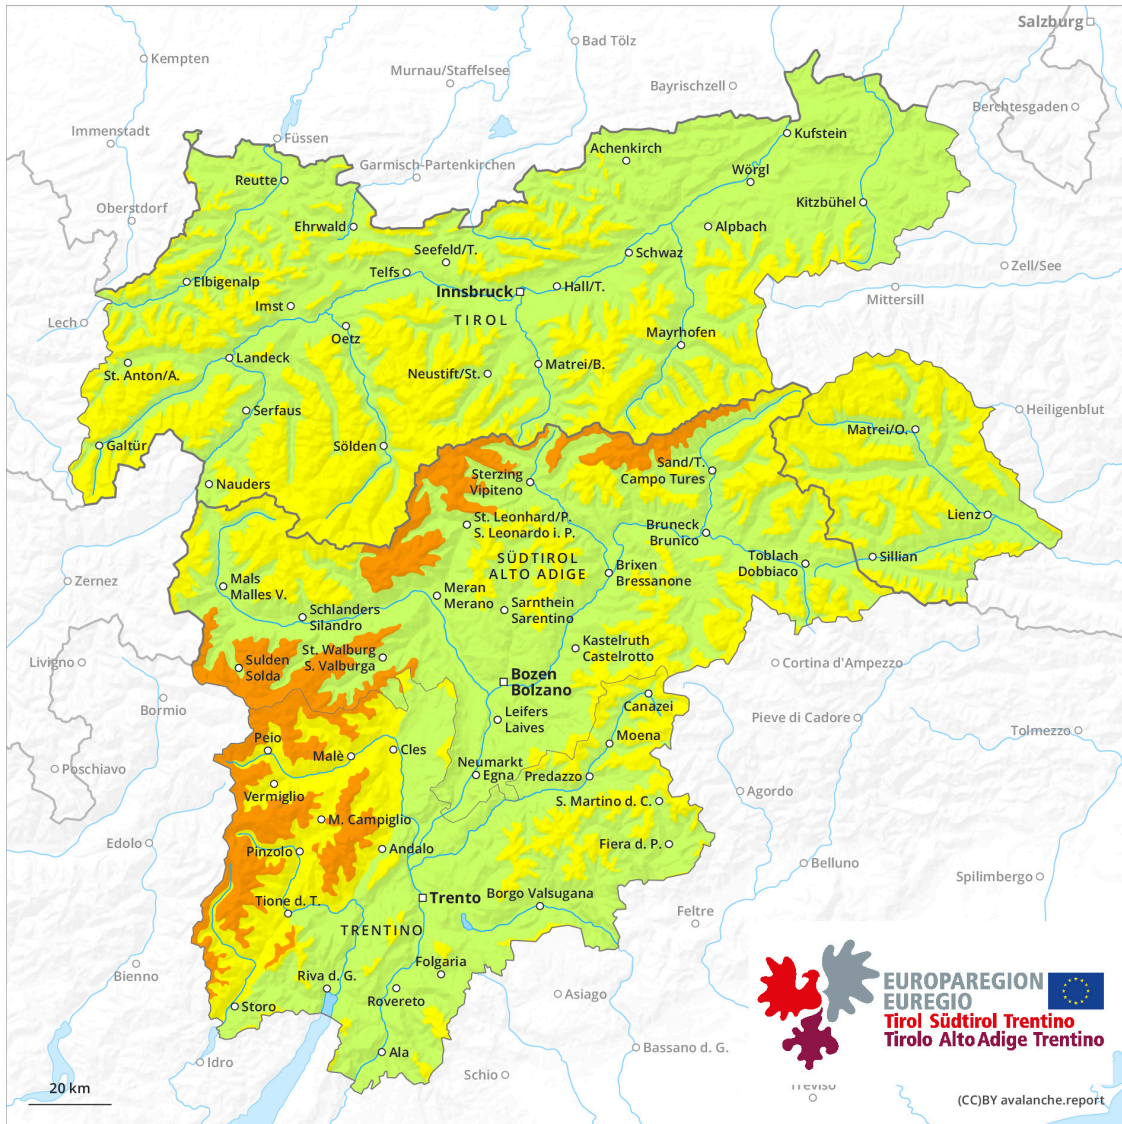 Salzburg
Bad Tölz
Kempten
Murnau/Staffelsee
Bayrischzell
Berchtesgaden
Immenstadt
Füssen
Kufstein
Achenkirch
Garmisch-Partenkirchen
Wörgl
Reutte
Oberstdorf
Kitzbühel
Ehrwald
Alpbach
Seefeld/T.
Schwaz
Zell/See
Telfs
Elbigenalp
Hall/T.
Innsbruck
Mittersill
Imst
Lech
TIROL
Oetz
Mayrhofen
Landeck
Matrei/B.
St. Anton/A.
Neustift/St.
Serfaus
Heiligenblut
Matrei/O.
Galtür
Sölden
Sand/T.
Campo Tures
Sterzing
Vipiteno
Nauders
Lienz
St. Leonhard/P.
S. Leonardo i. P.
Bruneck
Brunico
SÜDTIROL
ALTO ADIGE
Toblach
Dobbiaco
Sillian
Brixen
Bressanone
Zernez
Mals
Malles V.
Meran
Merano
Sarnthein
Sarentino
Schlanders
Silandro
Kastelruth
Castelrotto
St. Walburg
S. Valburga
Livigno
Sulden
Solda
Cortina d'Ampezzo
Bozen
Bolzano
Bormio
Canazei
Leifers
Laives
Pieve di Cadore
Tolmezzo
Peio
Moena
Malè
Cles
Neumarkt
Egna
Predazzo
Poschiavo
Vermiglio
Agordo
S. Martino d. C.
M. Campiglio
Edolo
Pinzolo
Andalo
Fiera d. P.
Belluno
Spilimbergo
Tione d. T.
Trento
Borgo Valsugana
Feltre
TRENTINO
Folgaria
Bienno
Riva d. G.
Rovereto
Asiago
Storo
EUROPAREGION
EUREGIO
Tirol Südtirol Trentino
Tirolo Alto Adige Trentino
Ala
Idro
Bassano d. G.
Schio
Treviso
20 km
(CC)BY avalanche.report